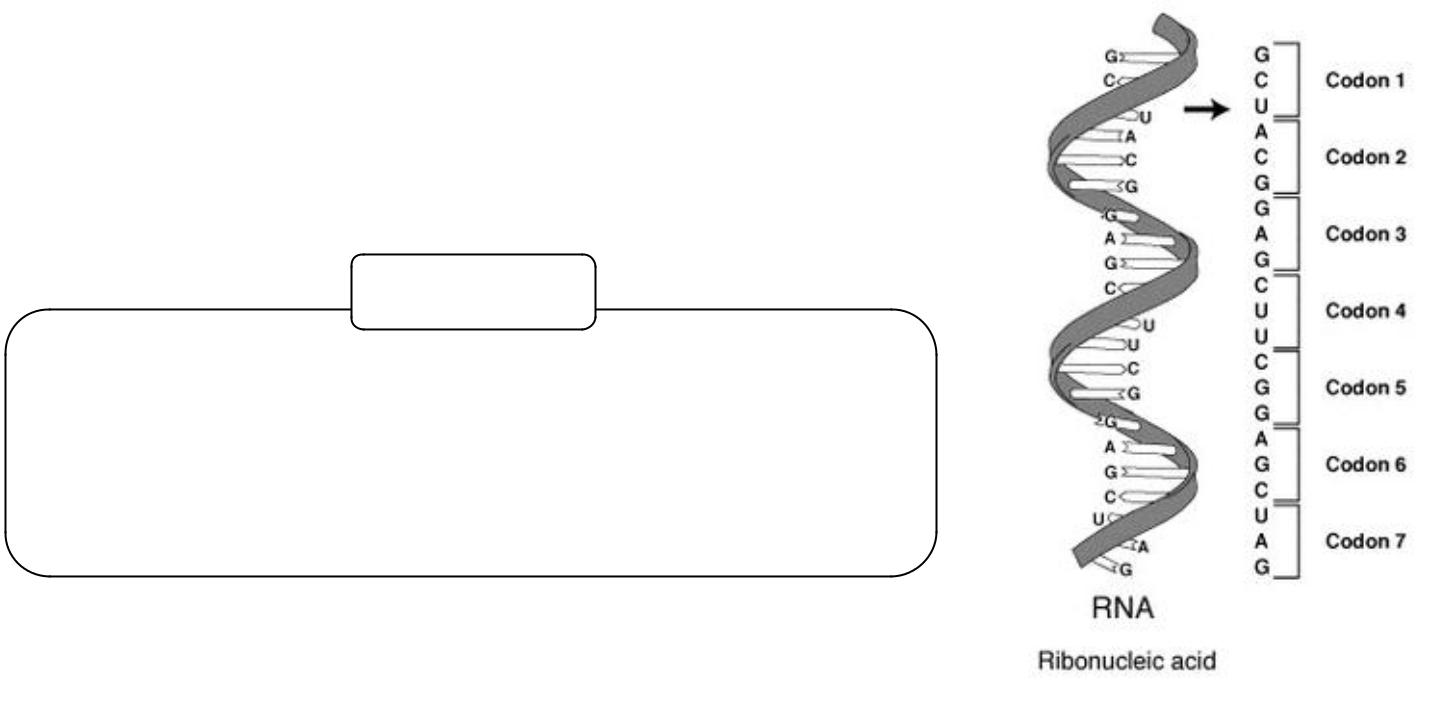 G
C
U
A
C
G
G
A
G
C
U
U
C
G
G
A
G
C
U
A
G
RNA
Ribonucleic acid
G
C
U
Codon 1
A
C
G
Codon 2
G
A
G
Codon 3
C
U
U
Codon 4
C
G
G
Codon 5
A
G
C
Codon 6
U
A
G
Codon 7